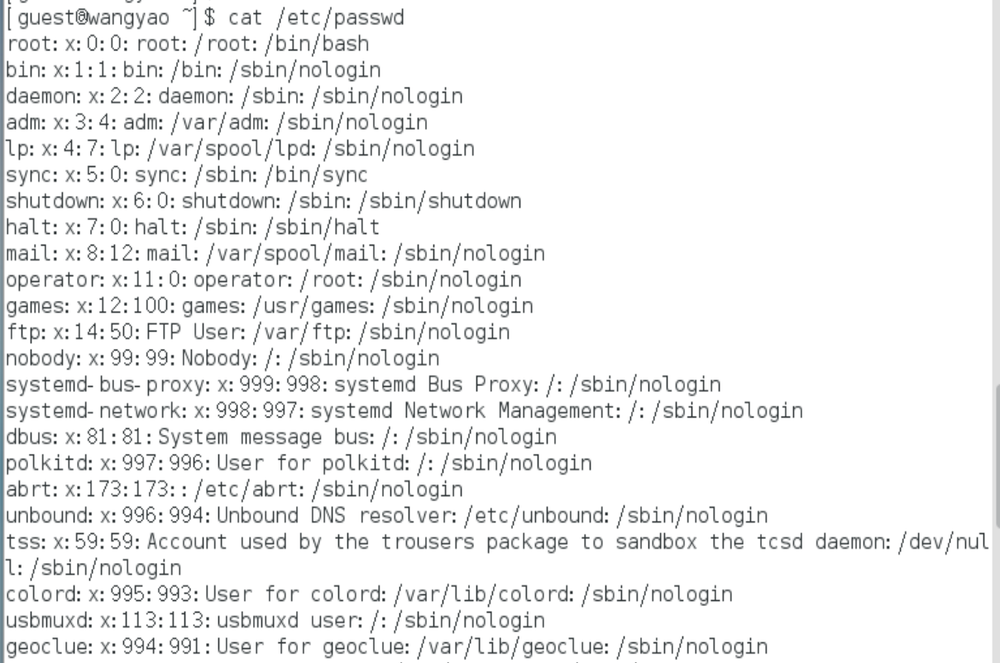 [guest@wangyao ~]$ cat /etc/passwd
root:x:0:0:root:/root:/bin/bash
bin:x:1:1:bin:/bin:/sbin/nologin
daemon:x:2:2:daemon:/sbin:/sbin/nologin
adm:x:3:4:adm:/var/adm:/sbin/nologin
lp:x:4:7:lp:/var/spool/lpd:/sbin/nologin
sync:x:5:0:sync:/sbin:/bin/sync
shutdown:x:6:0:shutdown:/sbin:/sbin/shutdown
halt:x:7:0:halt:/sbin:/sbin/halt
mail:x:8:12:mail:/var/spool/mail:/sbin/nologin
operator:x:11:0:operator:/root:/sbin/nologin
games:x:12:100:games:/usr/games:/sbin/nologin
ftp:x:14:50:FTP User:/var/ftp:/sbin/nologin
nobody:x:99:99:Nobody:/:/sbin/nologin
systemd-bus-proxy:x:999:998:systemd Bus Proxy:/:/sbin/nologin
systemd-network:x:998:997:systemd Network Management:/:/sbin/nologin
dbus:x:81:81:System message bus:/:/sbin/nologin
polkitd:x:997:996:User for polkitd:/:/sbin/nologin
abrt:x:173:173::/etc/abrt:/sbin/nologin
unbound:x:996:994:Unbound DNS resolver:/etc/unbound:/sbin/nologin
tss:x:59:59:Account used by the trousers package to sandbox the tcsd daemon:/dev/nul
l:/sbin/nologin
colord:x:995:993:User for colord:/var/lib/colord:/sbin/nologin
usbmuxd:x:113:113:usbmuxd user:/:/sbin/nologin
geoclue:x:994:991:User for geoclue:/var/lib/geoclue:/sbin/nologin